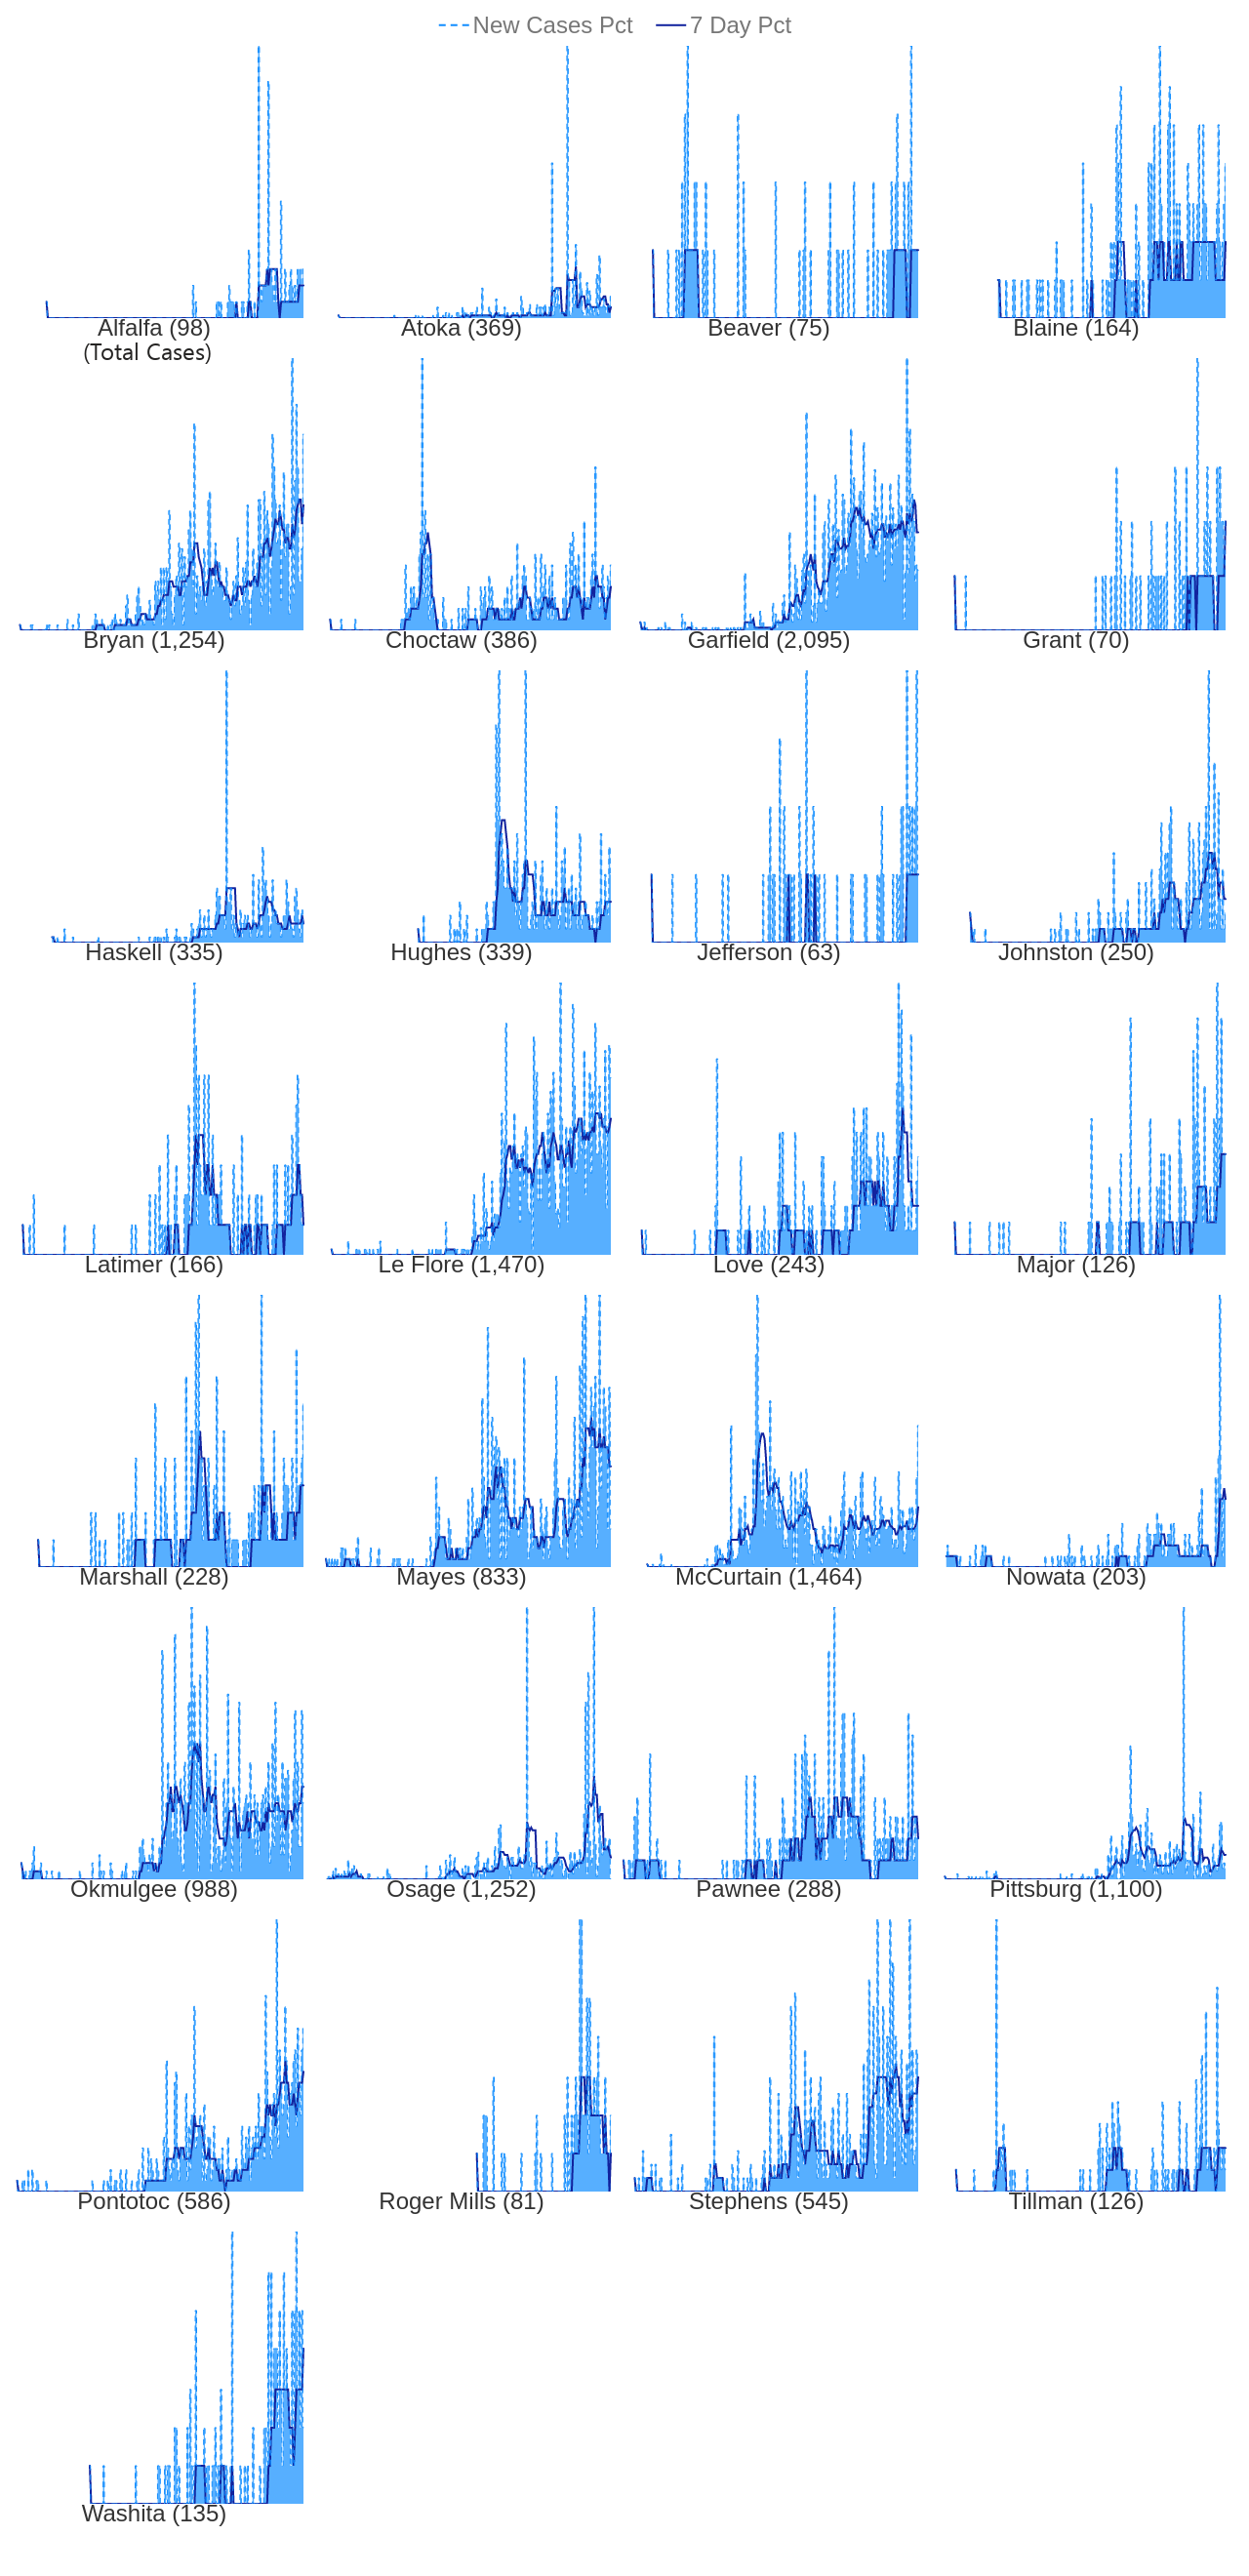 New Cases Pct 7 Day Pct
Alfalfa (98) Atoka (369) Beaver (75) Blaine (164)
(Total Cases)
Bryan (1,254) Choctaw (386) Garfield (2,095) Grant (70)
Haskell (335) Hughes (339) Jefferson (63) Johnston (250)
Latimer (166) Le Flore (1,470) Love (243) Major (126)
Marshall (228) Mayes (833) McCurtain (1,464) Nowata (203)
Okmulgee (988) Osage (1,252) Pawnee (288) Pittsburg (1,100)
Pontotoc (586) Roger Mills (81) Stephens (545) Tillman (126)
Washita (135)